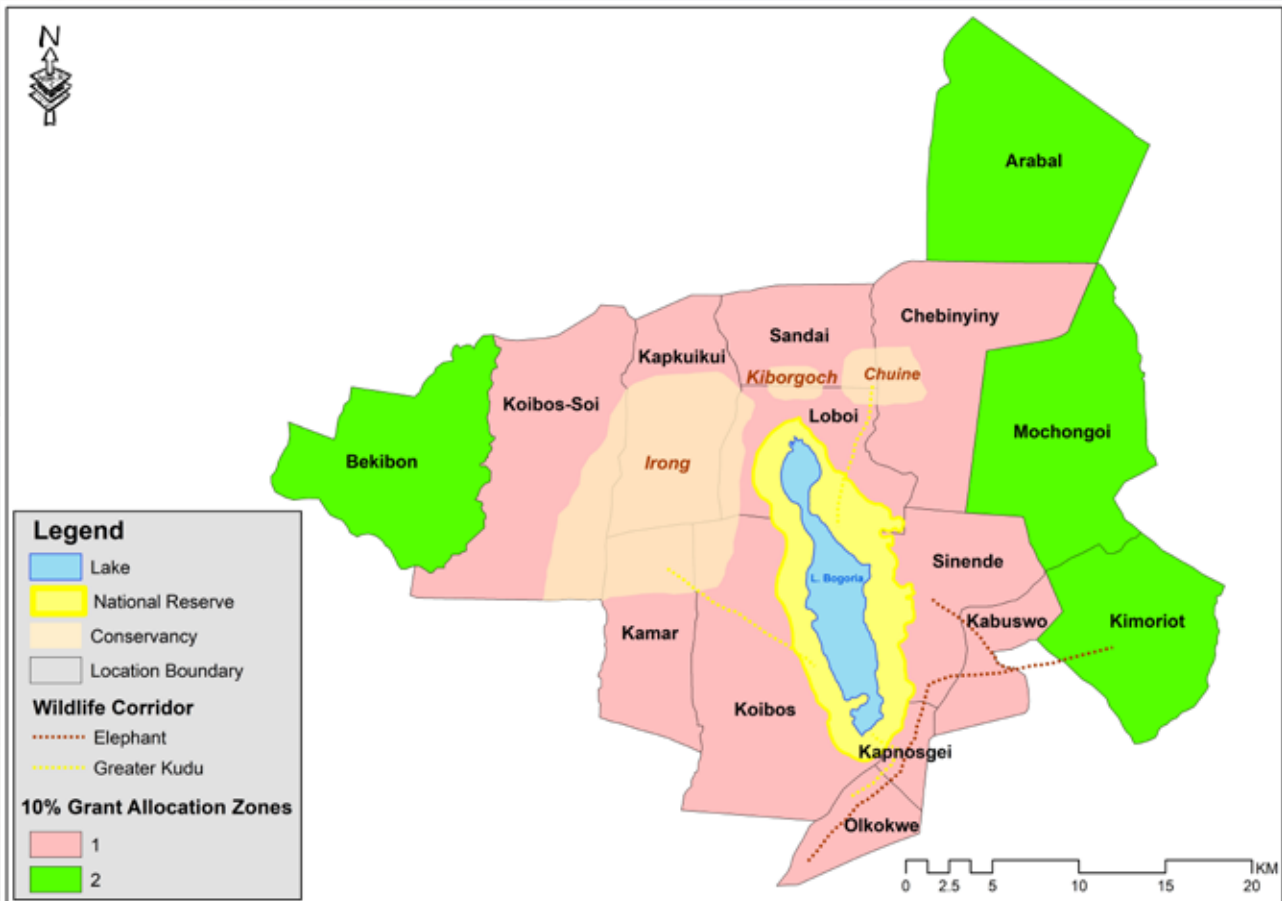 N
Arabal
Chebinyiny
Sandai
Kapkuikui
Kiborgoch
Chuine
Koibos-Soi
Loboi
Mochongoi
Bekibon
Irong
Legend
Lake
National Reserve
Conservancy
Location Boundary
Wildlife Corridor
Elephant
Greater Kudu
10% Grant Allocation Zones
1
2
L. Bogoria
Sinende
Kabuswo
Kimoriot
Kamar
Koibos
Kapnosgei
Olkokwe
KM
0 2.5 5 10 15 20